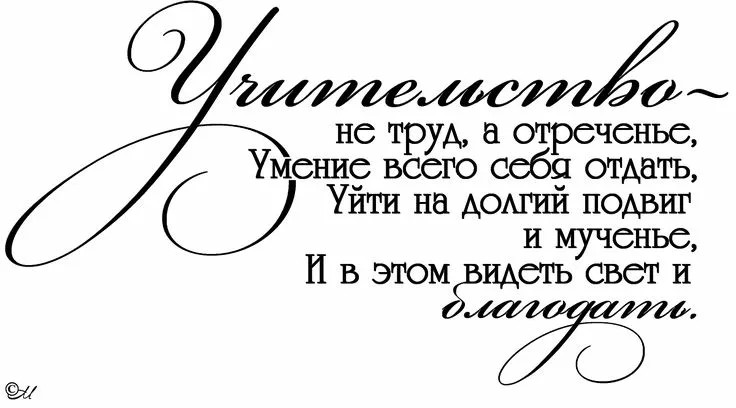 Учительство ~
не труд, а отреченье,
Умение всего себя отдать,
Уйти на долгий подвиг
и мученье,
И в этом видеть свет и
благодать.
©М